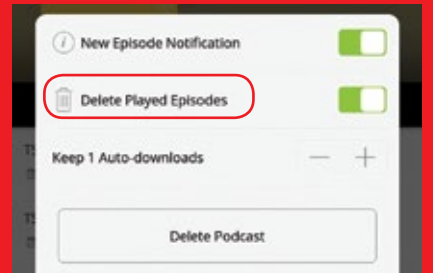 New Episode Notification
Delete Played Episodes
Keep 1 Auto-downloads
Delete Podcast